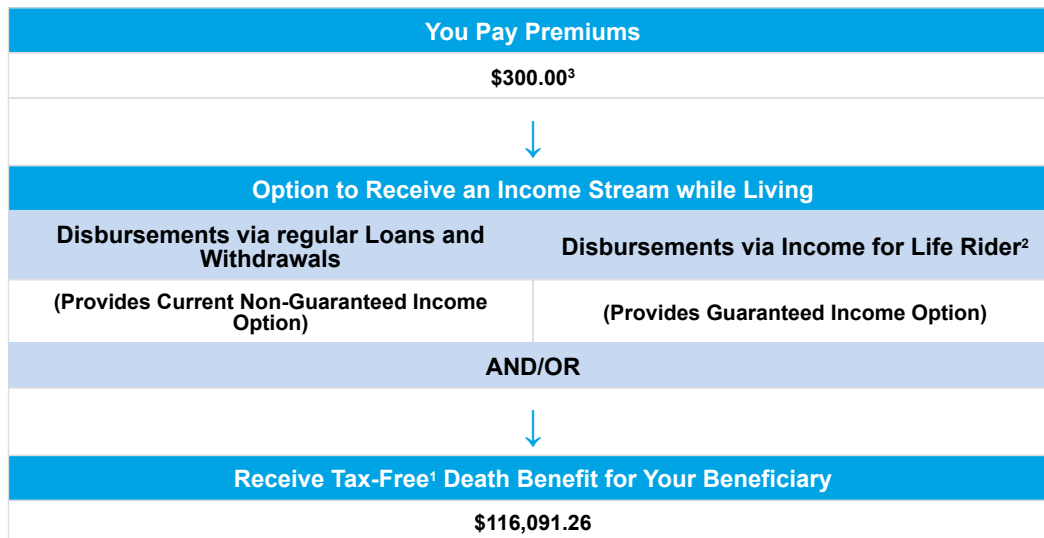 You Pay Premiums
$300.00³
↓
Option to Receive an Income Stream while Living
Disbursements via regular Loans and
Withdrawals
Disbursements via Income for Life Rider²
(Provides Current Non-Guaranteed Income
Option)
(Provides Guaranteed Income Option)
AND/OR
↓
Receive Tax-Free¹ Death Benefit for Your Beneficiary
$116,091.26